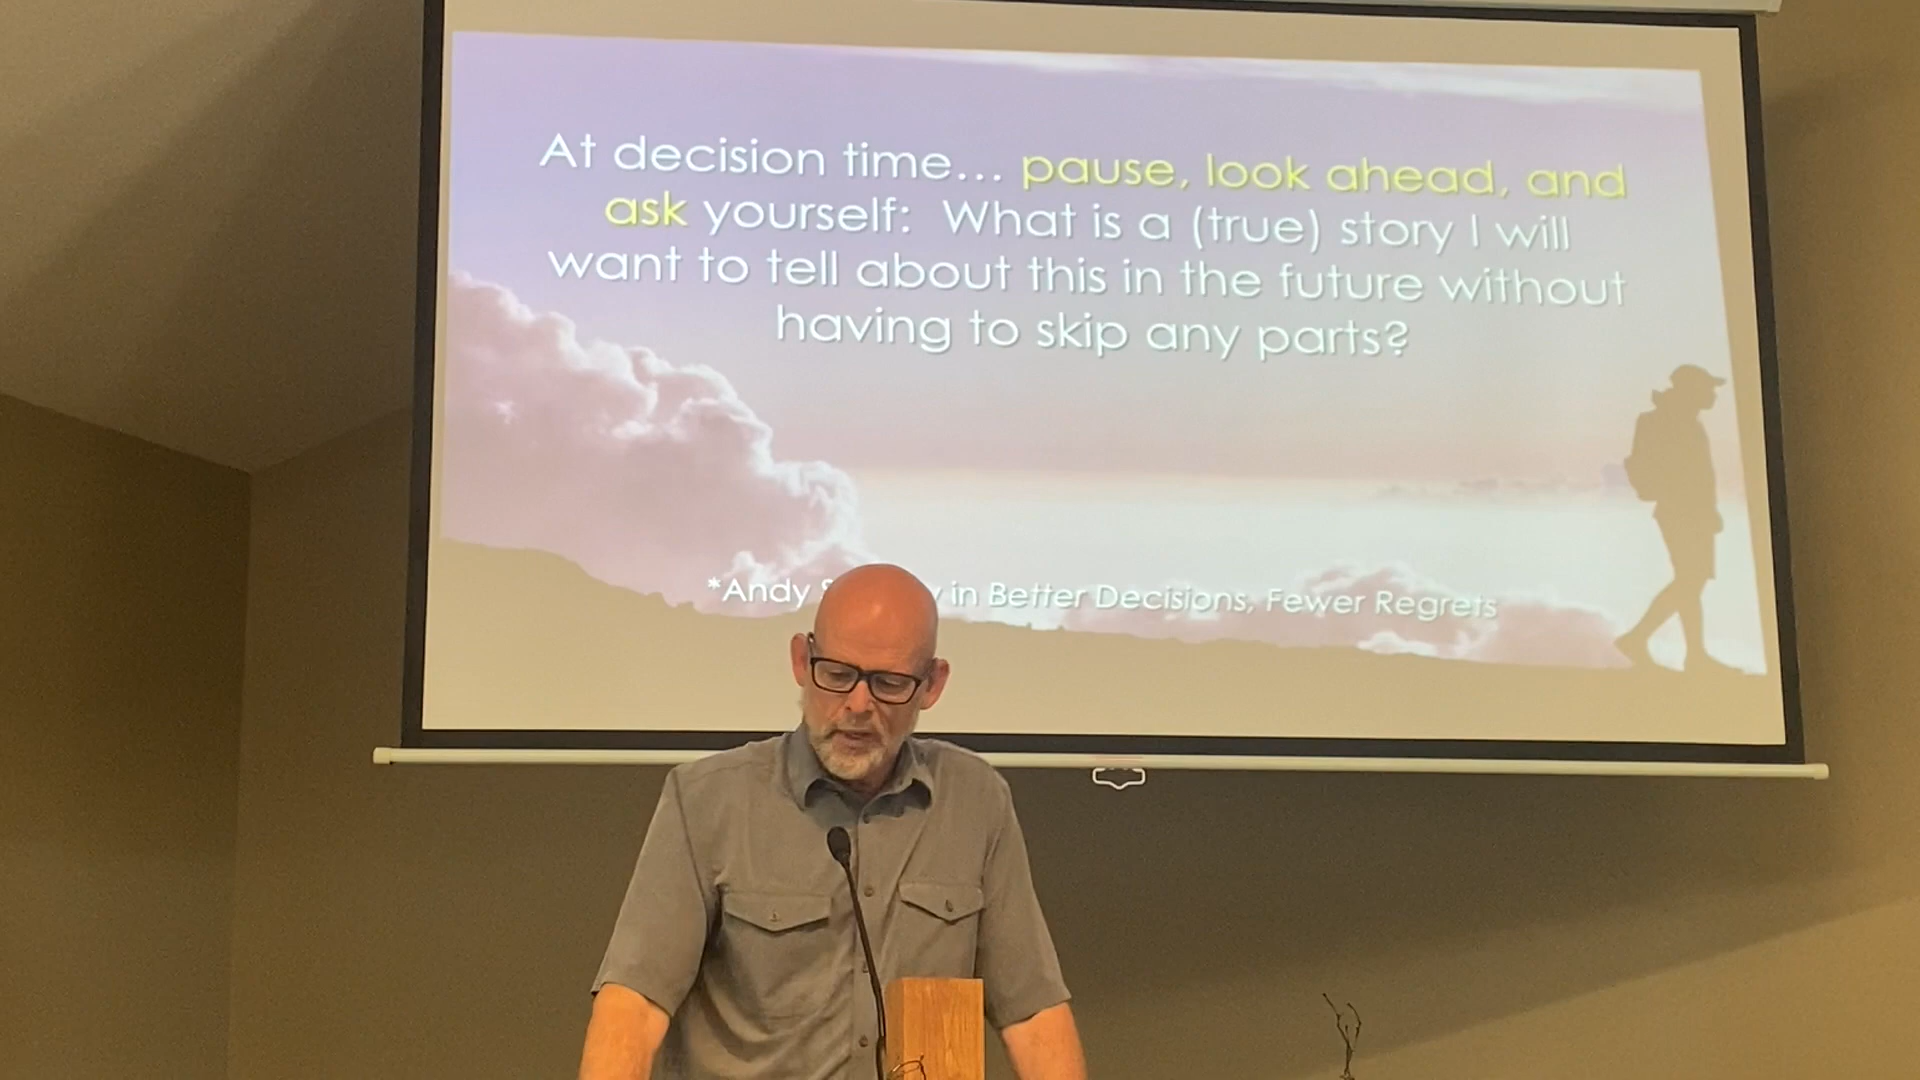 At decision time... pause, look ahead, and
ask yourself: What is a (true) story I will
want to tell about this in the future without
having to skip any parts?
*Andy in Better Decisions, Fewer Regrets